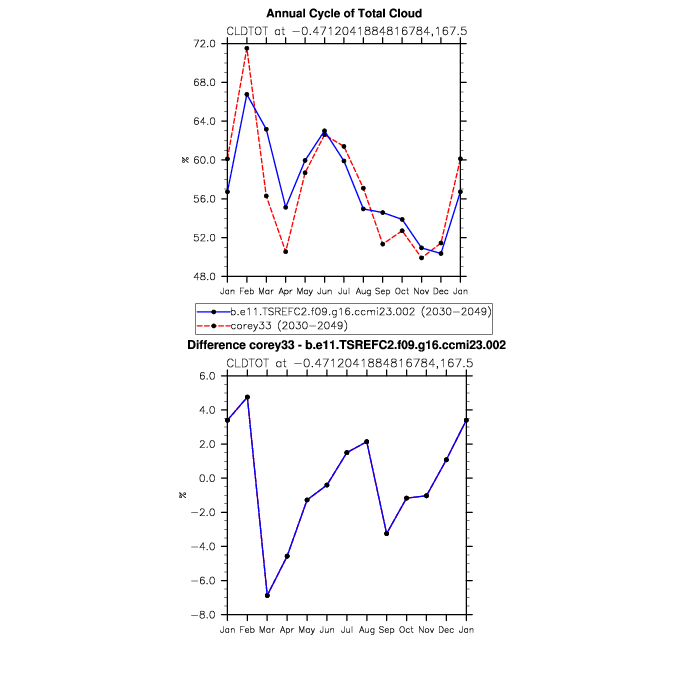 Annual Cycle of Total Cloud
CLDTOT at −0.4712041884816784,167.5
72.0
68.0
64.0
60.0
56.0
52.0
48.0
%
Jan Feb Mar Apr May Jun Jul Aug Sep Oct Nov Dec Jan
b.e11.TSREFC2.f09.g16.ccmi23.002 (2030−2049)
corey33 (2030−2049)
Difference corey33 - b.e11.TSREFC2.f09.g16.ccmi23.002
CLDTOT at −0.4712041884816784,167.5
6.0
4.0
2.0
0.0
−2.0
−4.0
−6.0
−8.0
%
Jan Feb Mar Apr May Jun Jul Aug Sep Oct Nov Dec Jan